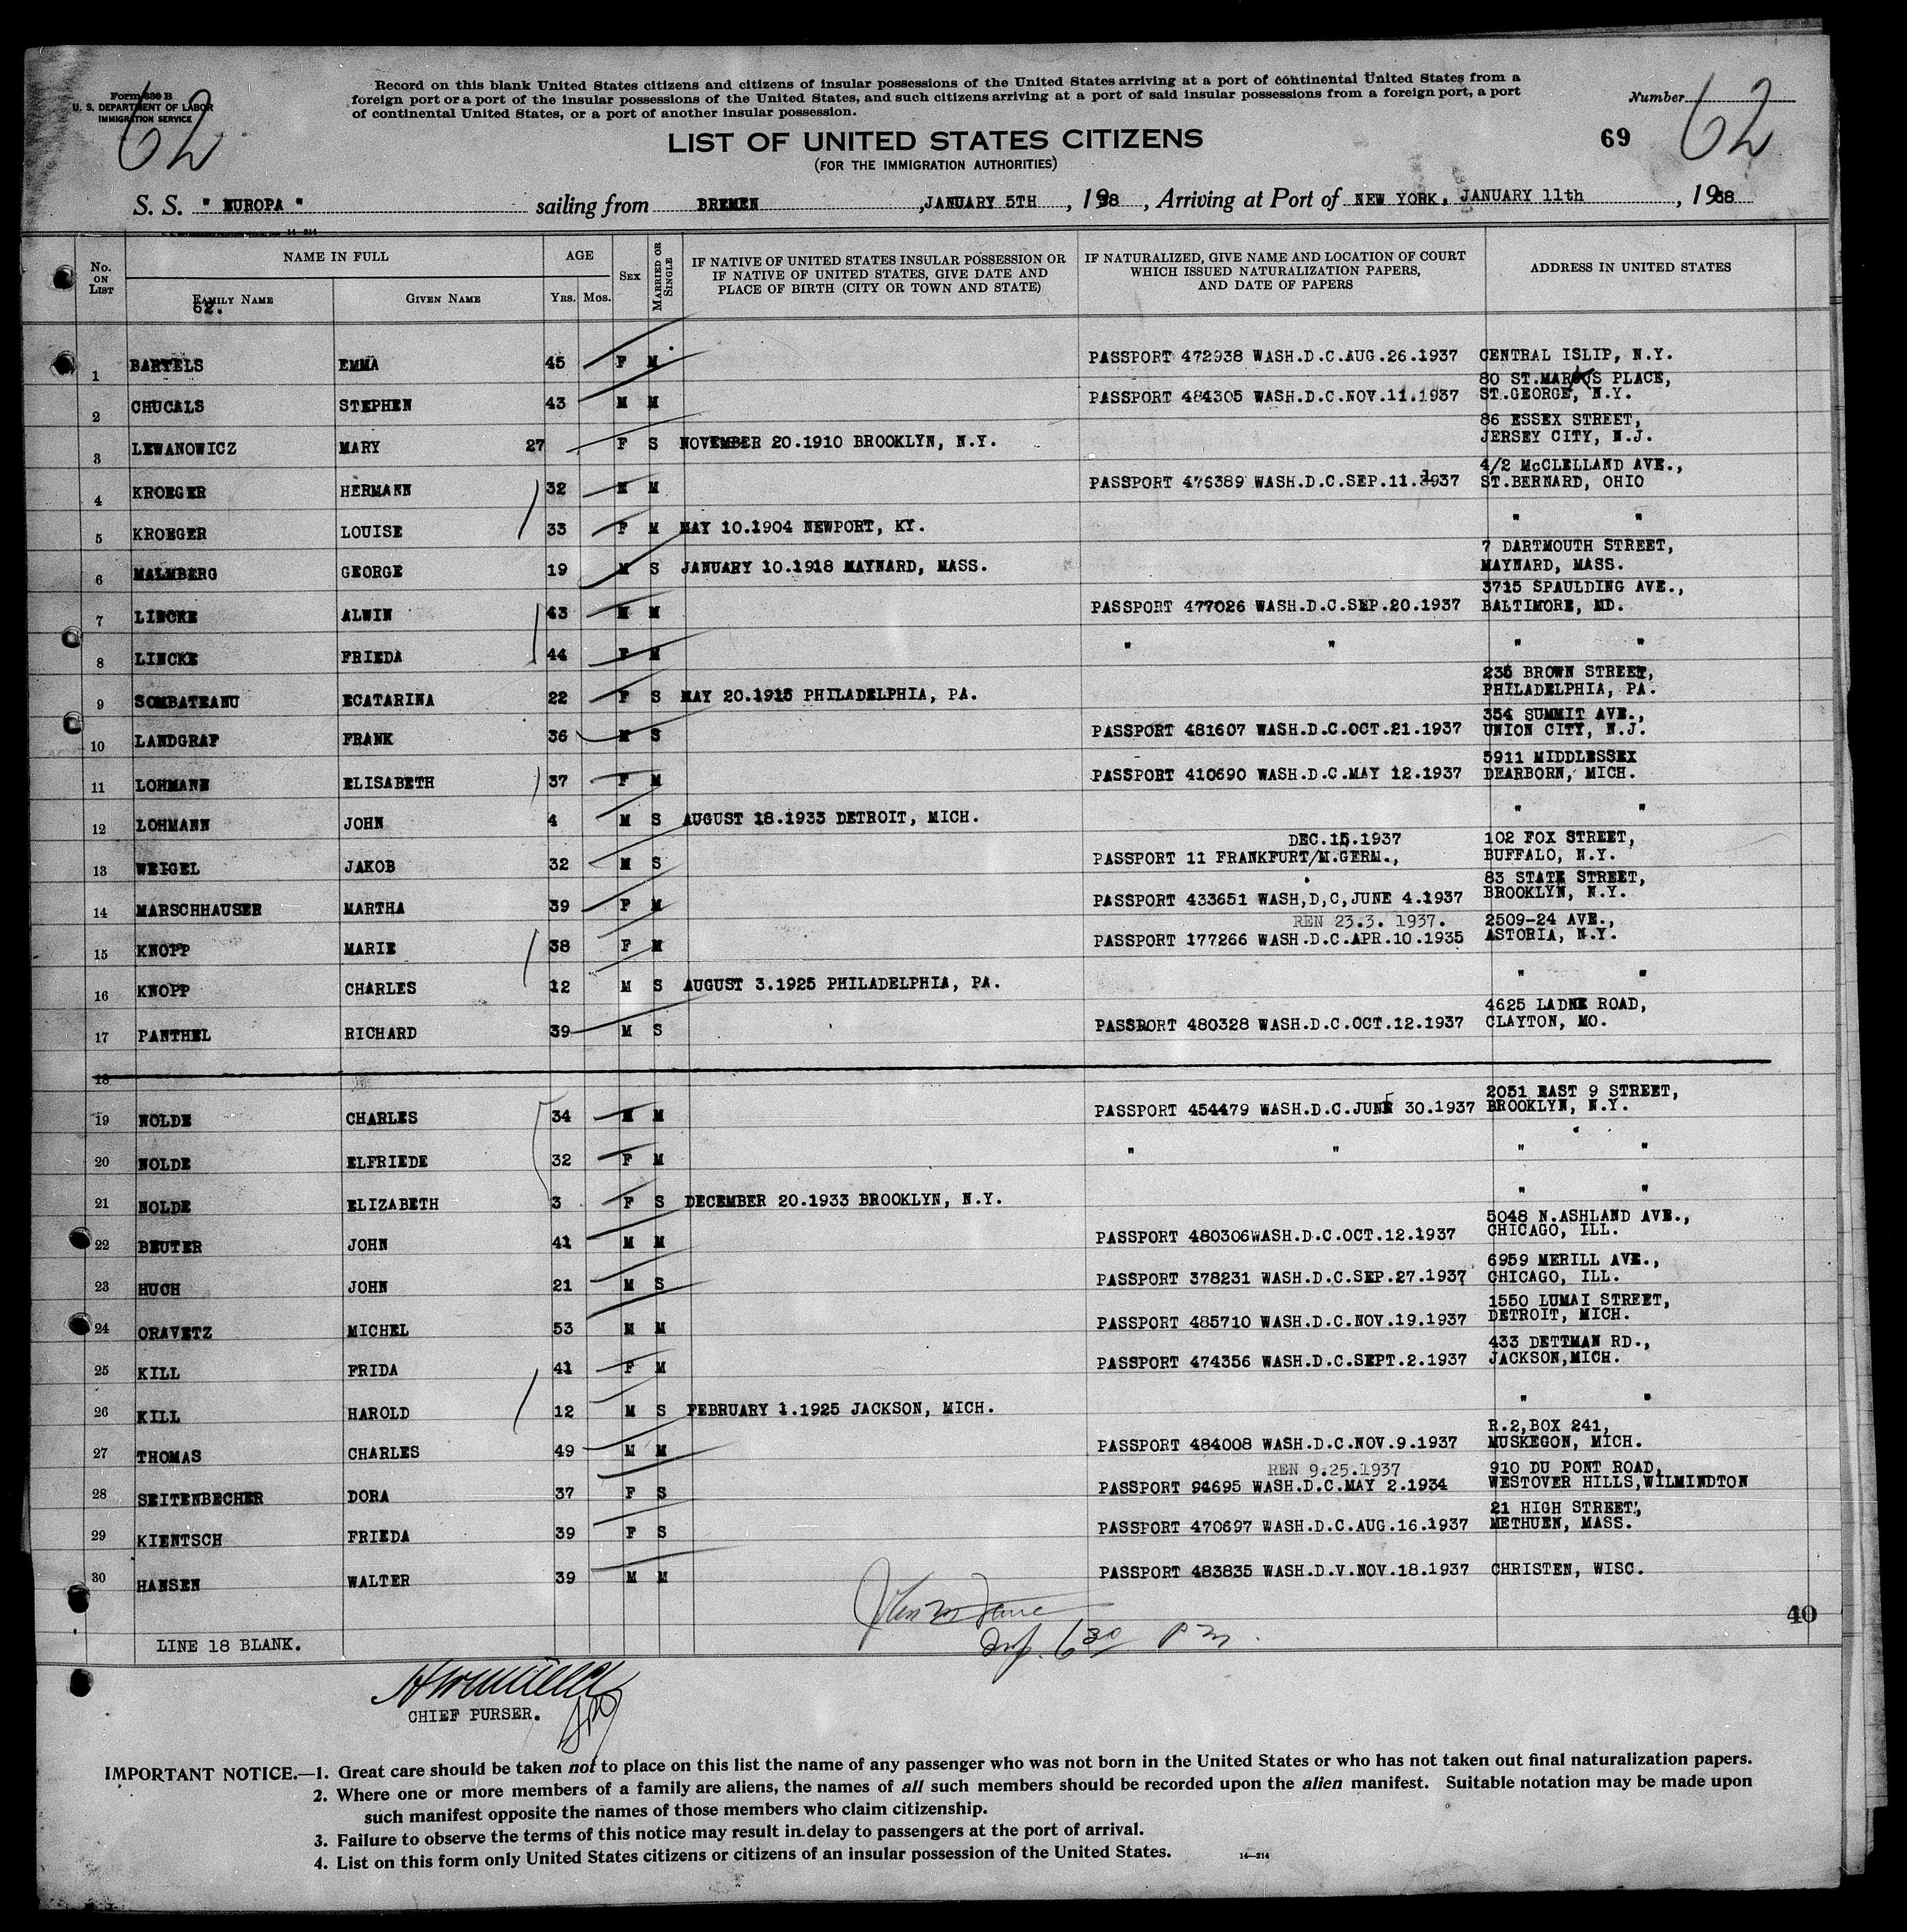 Form 630 B
U. S. DEPARTMENT OF LABOR
IMMIGRATION SERVICE
62
Record on this blank United States citizens and citizens of insular possessions of the United States arriving at a port of continental United States from a
foreign port or a port of the insular possessions of the United States, and such citizens arriving at a port of said insular possessions from a foreign port, a port
of continental United States, or a port of another insular possession.
Number 62
LIST OF UNITED STATES CITIZENS
69
(FOR THE IMMIGRATION AUTHORITIES)
S. S. " EUROPA " sailing from BREMEN ,JANUARY 5TH , 1938 , Arriving at Port of NEW YORK, JANUARY 11th , 1938
No. ON LIST
NAME IN FULL
FAMILY NAME
GIVEN NAME
62.
AGE
YRS. MOS.
SEX
MARRIED OR SINGLE
IF NATIVE OF UNITED STATES INSULAR POSSESSION OR
IF NATIVE OF UNITED STATES, GIVE DATE AND
PLACE OF BIRTH (CITY OR TOWN AND STATE)
IF NATURALIZED, GIVE NAME AND LOCATION OF COURT
WHICH ISSUED NATURALIZATION PAPERS,
AND DATE OF PAPERS
ADDRESS IN UNITED STATES
1 BARTELS EMMA 45 F M PASSPORT 472938 WASH.D.C.AUG.26.1937 CENTRAL ISLIP, N.Y.
80 ST.MARKUS PLACE,
2 CHUCALS STEPHEN 43 M M PASSPORT 484305 WASH.D.C.NOV.11.1937 ST.GEORGE, N.Y.
86 ESSEX STREET,
3 LEWANOWICZ MARY 27 F S NOVEMBER 20.1910 BROOKLYN, N.Y. JERSEY CITY, N.J.
4/2 McCLELLAND AVE.,
4 KROEGER HERMANN 32 M M PASSPORT 476389 WASH.D.C.SEP.11.1937 ST.BERNARD, OHIO
5 KROEGER LOUISE 33 F M MAY 10.1904 NEWPORT, KY. " "
7 DARTMOUTH STREET,
6 MALMBERG GEORGE 19 M S JANUARY 10.1918 MAYNARD, MASS. MAYNARD, MASS.
3715 SPAULDING AVE.,
7 LINCKE ALWIN 43 M M PASSPORT 477026 WASH.D.C.SEP.20.1937 BALTIMORE, MD.
8 LINCKE FRIEDA 44 F M " " " "
235 BROWN STREET,
9 SOMBATEANU ECATARINA 22 F S MAY 20.1915 PHILADELPHIA, PA. PHILADELPHIA, PA.
354 SUMMIT AVE.,
10 LANDGRAF FRANK 36 M S PASSPORT 481607 WASH.D.C.OCT.21.1937 UNION CITY, N.J.
5911 MIDDLESSEX
11 LOHMANN ELISABETH 37 F M PASSPORT 410690 WASH.D.C.MAY 12.1937 DEARBORN, MICH.
12 LOHMANN JOHN 4 M S AUGUST 18.1933 DETROIT, MICH. " "
DEC.15.1937 102 FOX STREET,
13 WEIGEL JAKOB 32 M S PASSPORT 11 FRANKFURT/M.GERM., BUFFALO, N.Y.
83 STATE STREET,
14 MARSCHHAUSER MARTHA 39 F M PASSPORT 433651 WASH,D,C,JUNE 4.1937 BROOKLYN, N.Y.
REN 23.3. 1937. 2509-24 AVE.,
15 KNOPP MARIE 38 F M PASSPORT 177266 WASH.D.C.APR.10.1935 ASTORIA, N.Y.
16 KNOPP CHARLES 12 M S AUGUST 3.1925 PHILADELPHIA, PA. " "
4625 LADNE ROAD,
17 PANTHEL RICHARD 39 M S PASSPORT 480328 WASH.D.C.OCT.12.1937 CLAYTON, MO.
18
2051 EAST 9 STREET,
19 NOLDE CHARLES 34 M M PASSPORT 454479 WASH.D.C.JUNE 30.1937 BROOKLYN, N.Y.
20 NOLDE ELFRIEDE 32 F M " " " "
21 NOLDE ELIZABETH 3 F S DECEMBER 20.1933 BROOKLYN, N.Y. " "
5048 N.ASHLAND AVE.,
22 BEUTER JOHN 41 M M PASSPORT 480306WASH.D.C.OCT.12.1937 CHICAGO, ILL.
6959 MERILL AVE.,
23 HUCH JOHN 21 M S PASSPORT 378231 WASH.D.C.SEP.27.1937 CHICAGO, ILL.
1550 LUMAI STREET,
24 ORAVETZ MICHEL 53 M M PASSPORT 485710 WASH.D.C.NOV.19.1937 DETROIT, MICH.
433 DETTMAN RD.,
25 KILL FRIDA 41 F M PASSPORT 474356 WASH.D.C.SEPT.2.1937 JACKSON,MICH.
26 KILL HAROLD 12 M S FEBRUARY 1.1925 JACKSON, MICH. " "
R.2,BOX 241,
27 THOMAS CHARLES 49 M M PASSPORT 484008 WASH.D.C.NOV.9.1937 MUSKEGON, MICH.
REN 9.25.1937 910 DU PONT ROAD,
28 SEITENBECHER DORA 37 F S PASSPORT 94695 WASH.D.C.MAY 2.1934 WESTOVER HILLS,WILMINDTON
21 HIGH STREET,
29 KIENTSCH FRIEDA 39 F S PASSPORT 470697 WASH.D.C.AUG.16.1937 METHUEN, MASS.
30 HANSEN WALTER 39 M M PASSPORT 483835 WASH.D.V.NOV.18.1937 CHRISTEN, WISC.
40
LINE 18 BLANK.
6 30 P M.
CHIEF PURSER.
IMPORTANT NOTICE.—1. Great care should be taken not to place on this list the name of any passenger who was not born in the United States or who has not taken out final naturalization papers.
2. Where one or more members of a family are aliens, the names of all such members should be recorded upon the alien manifest. Suitable notation may be made upon
such manifest opposite the names of those members who claim citizenship.
3. Failure to observe the terms of this notice may result in delay to passengers at the port of arrival.
4. List on this form only United States citizens or citizens of an insular possession of the United States.
14—214